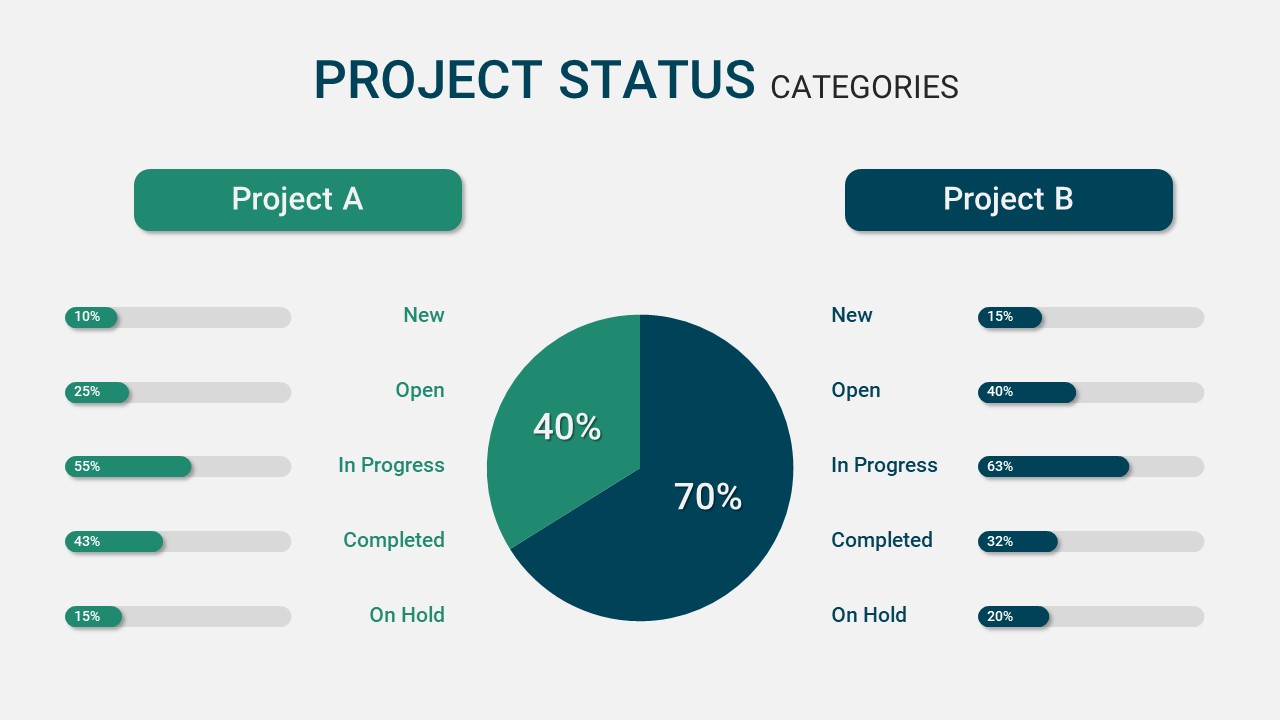 PROJECT STATUS CATEGORIES
Project A
Project B
10% New
25% Open
55% In Progress
43% Completed
15% On Hold
40%
70%
New 15%
Open 40%
In Progress 63%
Completed 32%
On Hold 20%